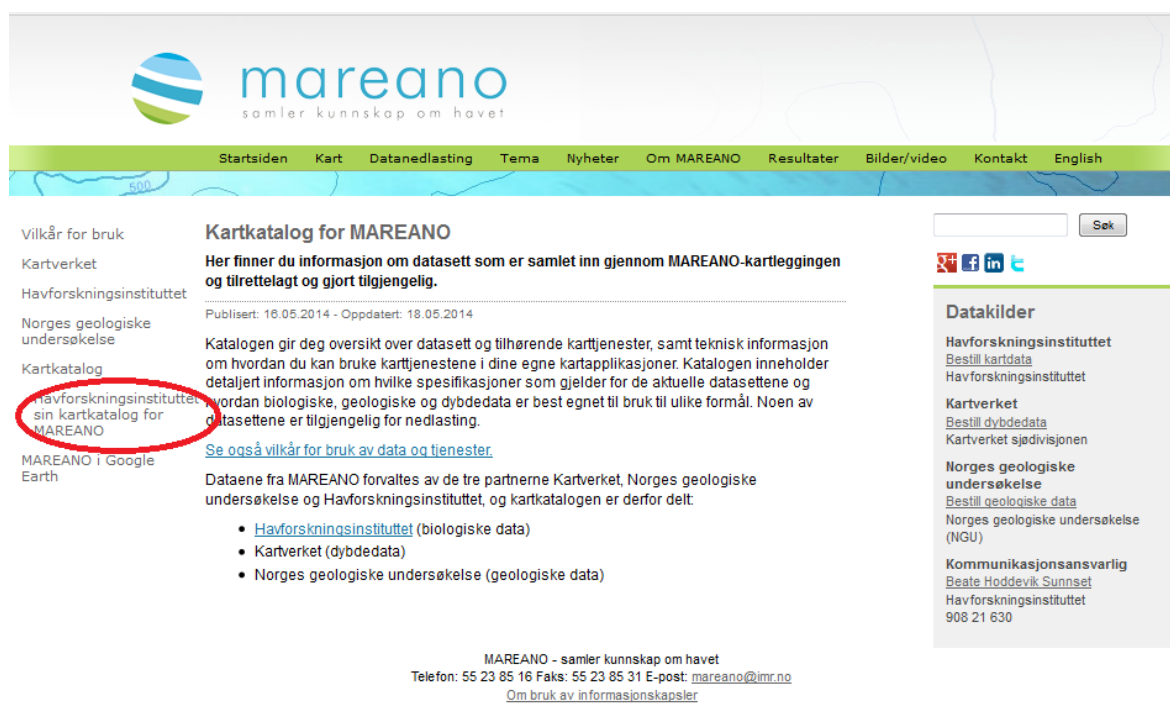 mareano
samler kunnskap om havet
Startsiden Kart Datanedlasting Tema Nyheter Om MAREANO Resultater Bilder/video Kontakt English
500
Vilkår for bruk
Kartverket
Havforskningsinstituttet
Norges geologiske
undersøkelse
Kartkatalog
Havforskningsinstituttet
sin kartkatalog for
MAREANO
MAREANO i Google
Earth
Kartkatalog for MAREANO
Her finner du informasjon om datasett som er samlet inn gjennom MAREANO-kartleggingen
og tilrettelagt og gjort tilgjengelig.
Publisert: 16.05.2014 - Oppdatert: 18.05.2014
Katalogen gir deg oversikt over datasett og tilhørende karttjenester, samt teknisk informasjon
om hvordan du kan bruke karttjenestene i dine egne kartapplikasjoner. Katalogen inneholder
detaljert informasjon om hvilke spesifikasjoner som gjelder for de aktuelle datasettene og
hvordan biologiske, geologiske og dybdedata er best egnet til bruk til ulike formål. Noen av
datasettene er tilgjengelig for nedlasting.
Se også vilkår for bruk av data og tjenester.
Dataene fra MAREANO forvaltes av de tre partnerne Kartverket, Norges geologiske
undersøkelse og Havforskningsinstituttet, og kartkatalogen er derfor delt:
• Havforskningsinstituttet (biologiske data)
• Kartverket (dybdedata)
• Norges geologiske undersøkelse (geologiske data)
Søk
Datakilder
Havforskningsinstituttet
Bestill kartdata
Havforskningsinstituttet
Kartverket
Bestill dybdedata
Kartverket sjødivisjonen
Norges geologiske
undersøkelse
Bestill geologiske data
Norges geologiske undersøkelse
(NGU)
Kommunikasjonsansvarlig
Beate Hoddevik Sunnset
Havforskningsinstituttet
908 21 630
MAREANO - samler kunnskap om havet
Telefon: 55 23 85 16 Faks: 55 23 85 31 E-post: mareano@imr.no
Om bruk av informasjonskapsler